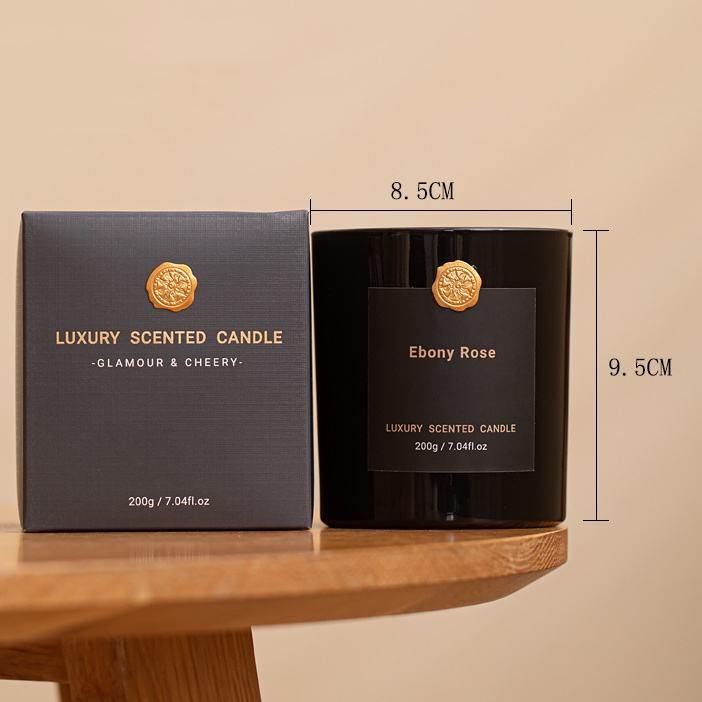 LUXURY SCENTED CANDLE
-GLAMOUR & CHEERY-
200g / 7.04fl.oz
8.5CM
Ebony Rose
LUXURY SCENTED CANDLE
200g / 7.04fl.oz
9.5CM